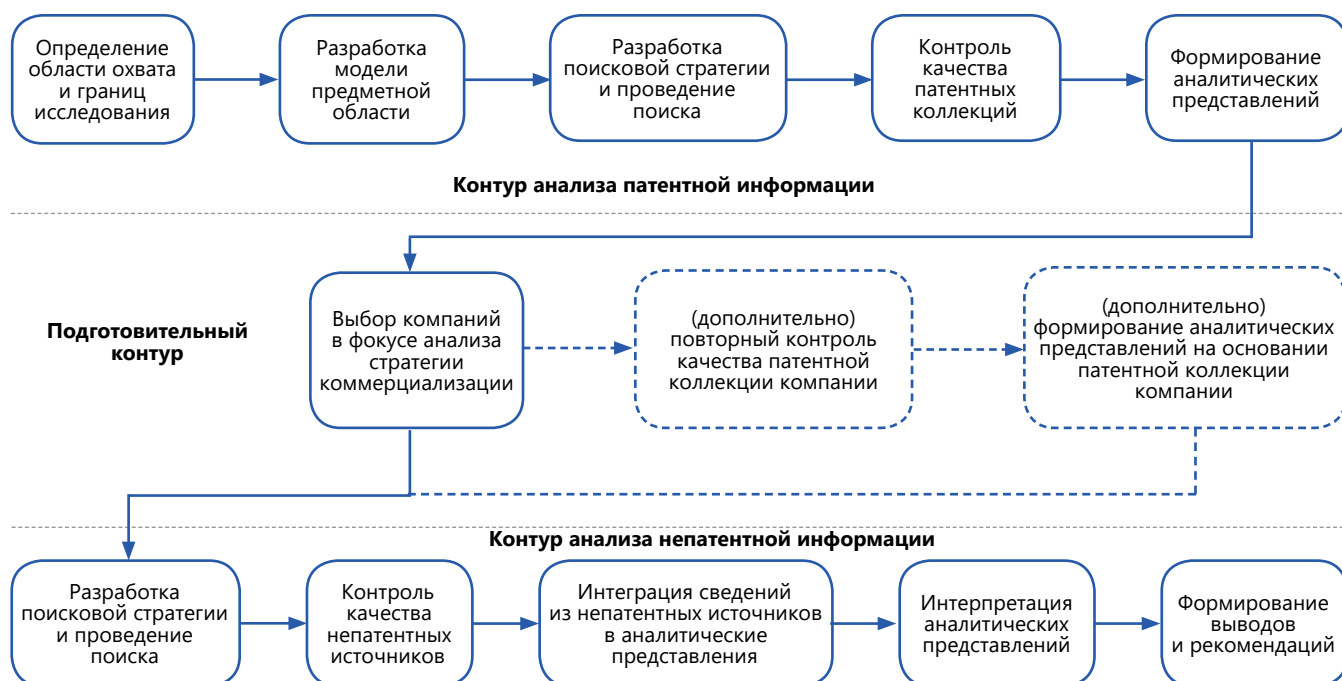 Определение
области охвата
и границ
исследования
Разработка
модели
предметной
области
Разработка
поисковой стратегии
и проведение
поиска
Контроль
качества
патентных
коллекций
Формирование
аналитических
представлений
Контур анализа патентной информации
Подготовительный
контур
Выбор компаний
в фокусе анализа
стратегии
коммерциализации
(дополнительно)
повторный контроль
качества патентной
коллекции компании
(дополнительно)
формирование аналитических
представлений на основании
патентной коллекции
компании
Контур анализа непатентной информации
Разработка
поисковой стратегии
и проведение
поиска
Контроль
качества
непатентных
источников
Интеграция сведений
из непатентных источников
в аналитические
представления
Интерпретация
аналитических
представлений
Формирование
выводов
и рекомендаций